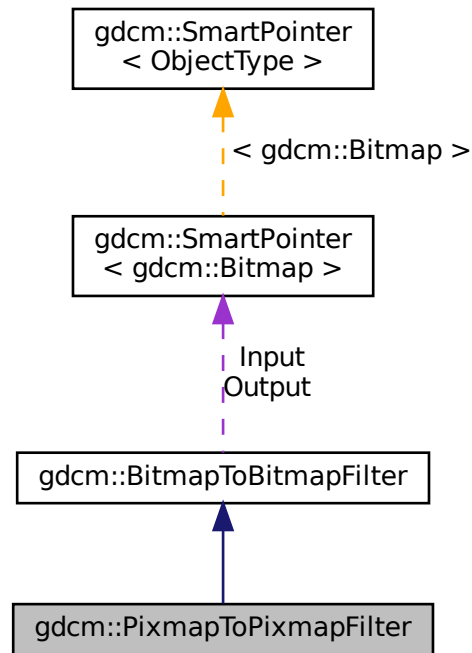 gdcm::SmartPointer
< ObjectType >
< gdcm::Bitmap >
gdcm::SmartPointer
< gdcm::Bitmap >
Input
Output
gdcm::BitmapToBitmapFilter
gdcm::PixmapToPixmapFilter